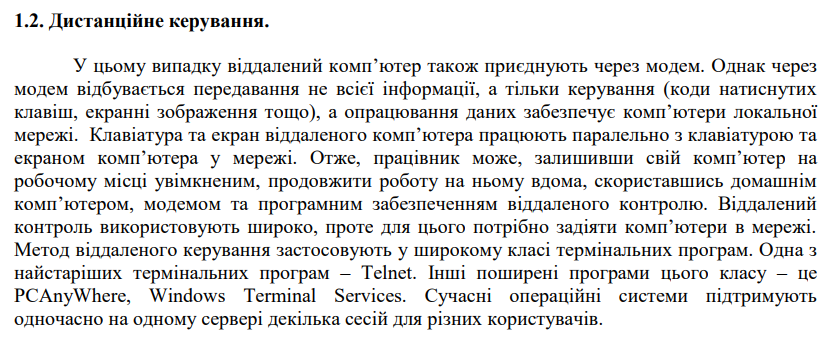 1.2. Дистанційне керування.
У цьому випадку віддалений комп’ютер також приєднують через модем. Однак через
модем відбувається передавання не всієї інформації, а тільки керування (коди натиснутих
клавіш, екранні зображення тощо), а опрацювання даних забезпечує комп’ютери локальної
мережі. Клавіатура та екран віддаленого комп’ютера працюють паралельно з клавіатурою та
екраном комп’ютера у мережі. Отже, працівник може, залишивши свій комп’ютер на
робочому місці увімкненим, продовжити роботу на ньому вдома, скориставшись домашнім
комп’ютером, модемом та програмним забезпеченням віддаленого контролю. Віддалений
контроль використовують широко, проте для цього потрібно задіяти комп’ютери в мережі.
Метод віддаленого керування застосовують у широкому класі термінальних програм. Одна з
найстаріших термінальних програм – Telnet. Інші поширені програми цього класу – це
PCAnyWhere, Windows Terminal Services. Сучасні операційні системи підтримують
одночасно на одному сервері декілька сесій для різних користувачів.